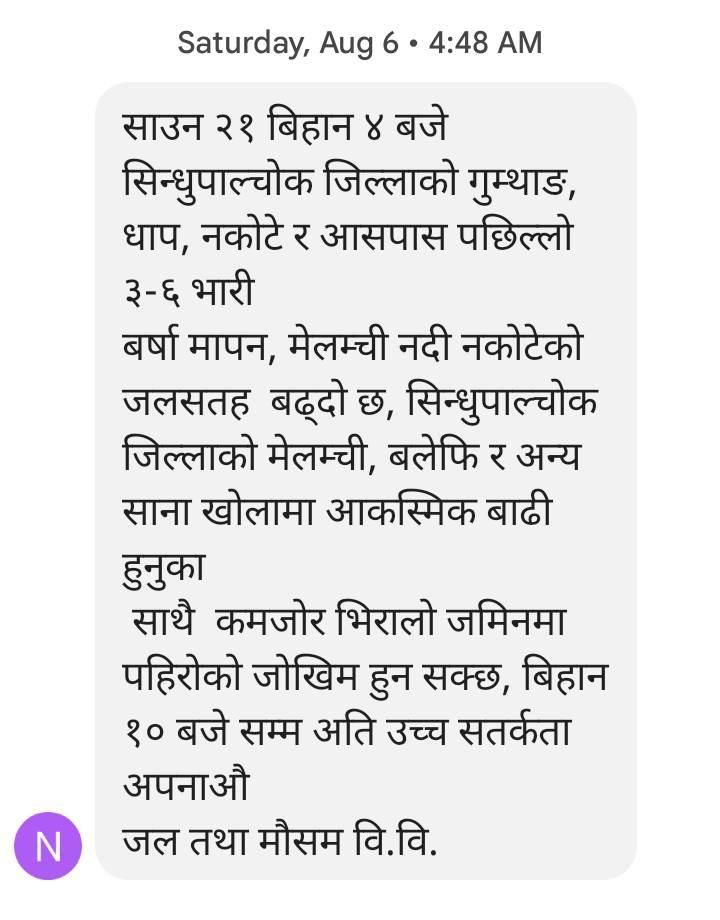 Saturday, Aug 6 • 4:48 AM
साउन २१ बिहान ४ बजे
सिन्धुपाल्चोक जिल्लाको गुम्थाङ,
धाप, नकोटे र आसपास पछिल्लो
३-६ भारी
बर्षा मापन, मेलम्ची नदी नकोटेको
जलसतह  बढ्दो छ, सिन्धुपाल्चोक
जिल्लाको मेलम्ची, बलेफि र अन्य
साना खोलामा आकस्मिक बाढी
हुनुका
साथै  कमजोर भिरालो जमिनमा
पहिरोको जोखिम हुन सक्छ, बिहान
१० बजे सम्म अति उच्च सतर्कता
अपनाऔ
जल तथा मौसम वि.वि.
N